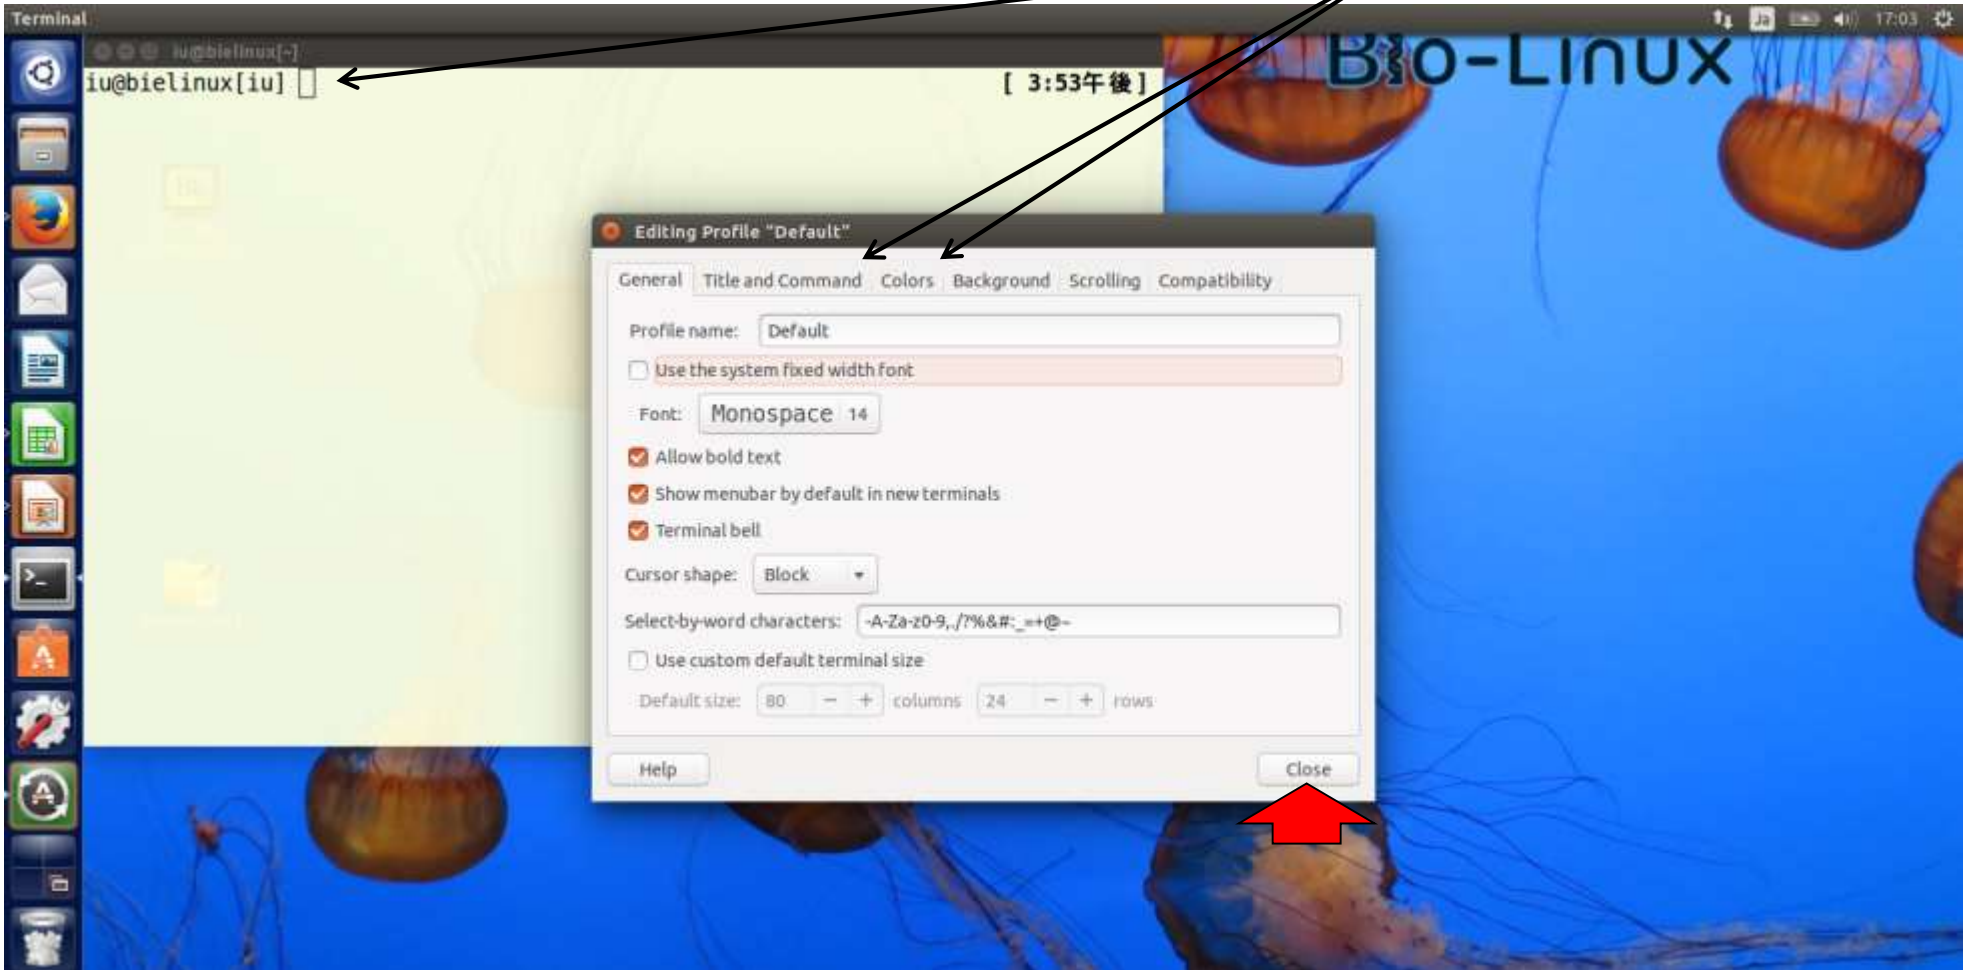 Terminal
Ja
17:03
iu@bielinux[~]
iu@bielinux[iu]
[ 3:53午後]
Bio-Linux
Editing Profile "Default"
General Title and Command Colors Background Scrolling Compatibility
Profile name: Default
Use the system fixed width font
Font: Monospace 14
Allow bold text
Show menubar by default in new terminals
Terminal bell
Cursor shape: Block
Select-by-word characters: -A-Za-z0-9,./?%&#:_=+@~
Use custom default terminal size
Default size: 80 − + columns 24 − + rows
Help Close